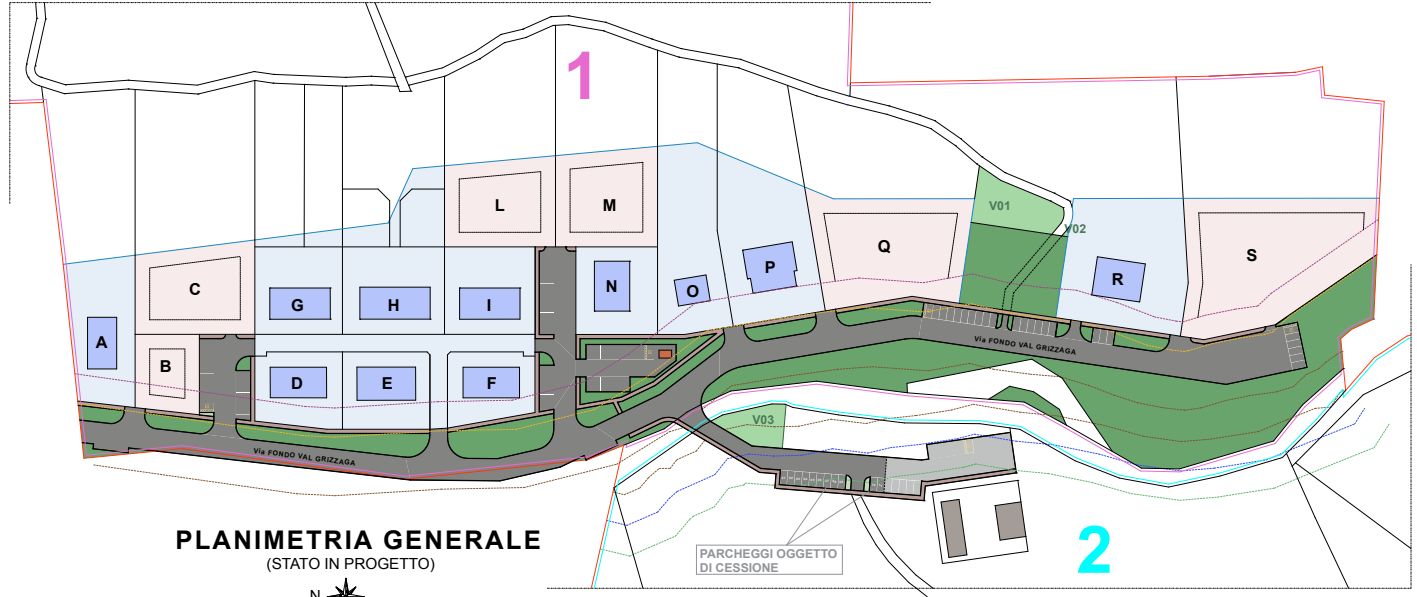 1
V01
V02
L
M
Q
S
C
G
H
I
N
O
P
R
A
B
D
E
F
Via FONDO VAL GRIZZAGA
V03
Via FONDO VAL GRIZZAGA
PLANIMETRIA GENERALE
(STATO IN PROGETTO)
N
PARCHEGGI OGGETTO
DI CESSIONE
2